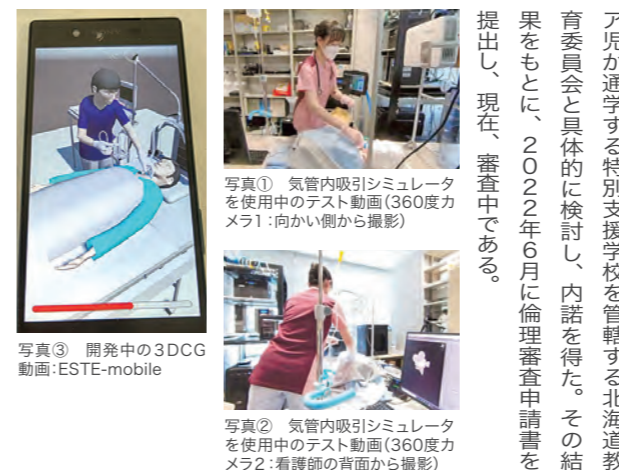 ア児が通学する特別支援学校を管轄する北海道教
育委員会と具体的に検討し、内諾を得た。その結
果をもとに、2022年6月に倫理審査申請書を
提出し、現在、審査中である。
写真① 気管内吸引シミュレータ
を使用中のテスト動画(360度カ
メラ1:向かい側から撮影)
写真② 気管内吸引シミュレータ
を使用中のテスト動画(360度カ
メラ2:看護師の背面から撮影)
写真③ 開発中の3DCG
動画:ESTE-mobile